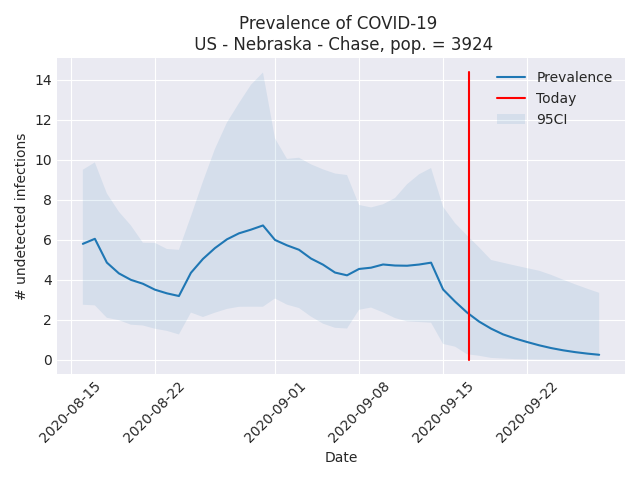 Prevalence of COVID-19
US - Nebraska - Chase, pop. = 3924
# undetected infections
14
12
10
8
6
4
2
0
Prevalence
Today
95CI
2020-08-15
2020-08-22
2020-09-01
2020-09-08
2020-09-15
2020-09-22
Date